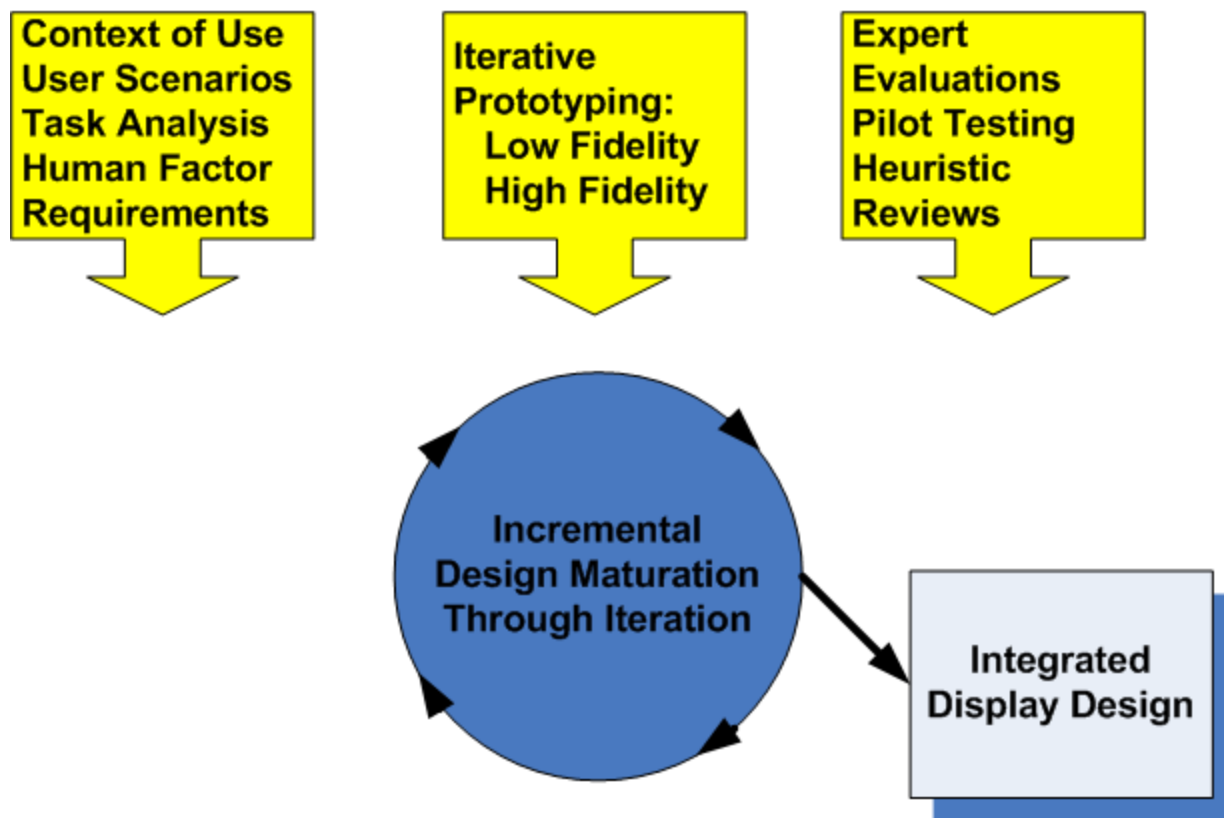 Context of Use
User Scenarios
Task Analysis
Human Factor
Requirements
Iterative
Prototyping:
Low Fidelity
High Fidelity
Expert
Evaluations
Pilot Testing
Heuristic
Reviews
Incremental
Design Maturation
Through Iteration
Integrated
Display Design